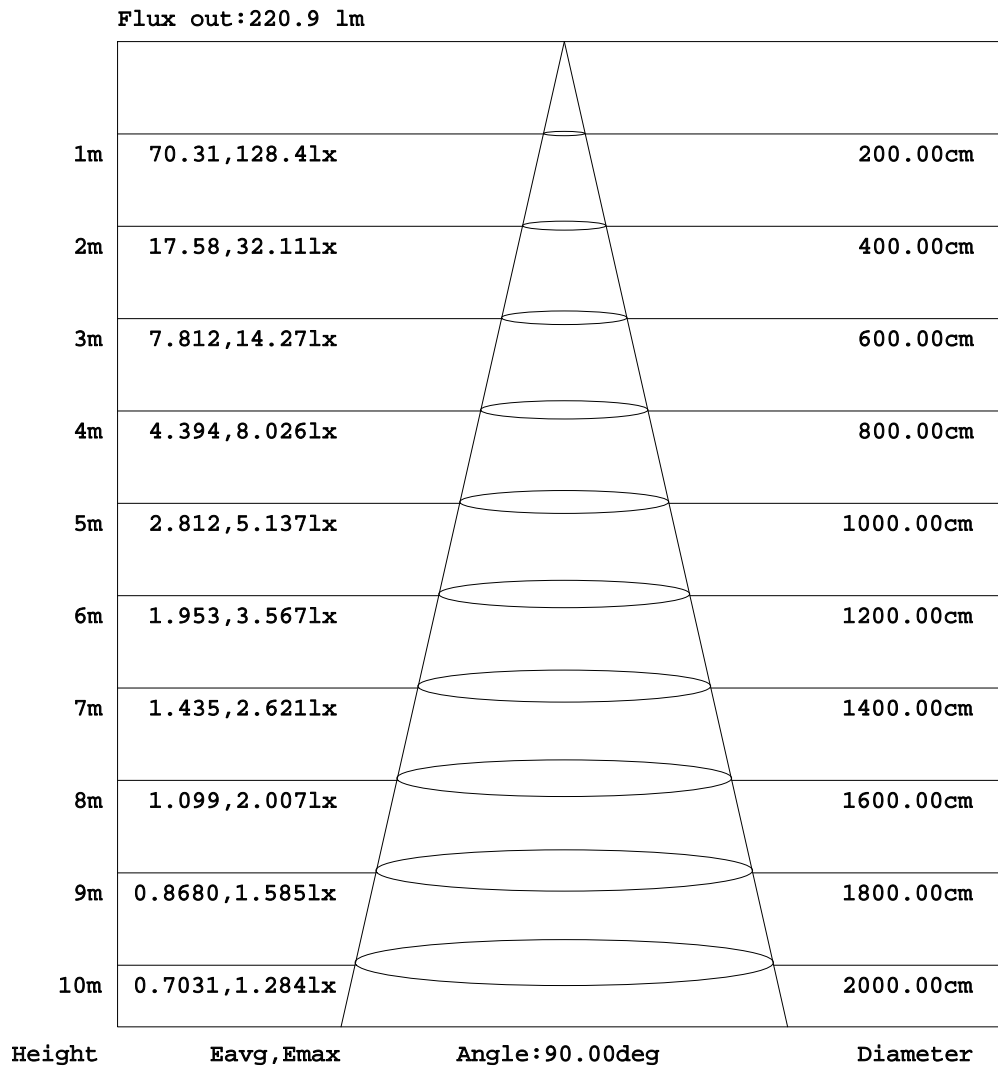 Flux out:220.9 lm
1m 70.31,128.4lx 200.00cm
2m 17.58,32.11lx 400.00cm
3m 7.812,14.27lx 600.00cm
4m 4.394,8.026lx 800.00cm
5m 2.812,5.137lx 1000.00cm
6m 1.953,3.567lx 1200.00cm
7m 1.435,2.621lx 1400.00cm
8m 1.099,2.007lx 1600.00cm
9m 0.8680,1.585lx 1800.00cm
10m 0.7031,1.284lx 2000.00cm
Height Eavg,Emax Angle:90.00deg Diameter